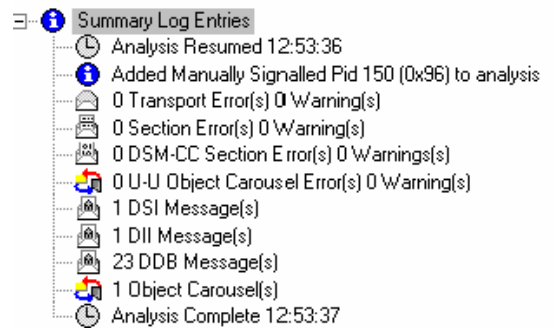 Summary Log Entries
Analysis Resumed 12:53:36
Added Manually Signalled Pid 150 (0x96) to analysis
0 Transport Error(s) 0 Warning(s)
0 Section Error(s) 0 Warning(s)
0 DSM-CC Section Error(s) 0 Warnings(s)
0 U-U Object Carousel Error(s) 0 Warning(s)
1 DSI Message(s)
1 DII Message(s)
23 DDB Message(s)
1 Object Carousel(s)
Analysis Complete 12:53:37